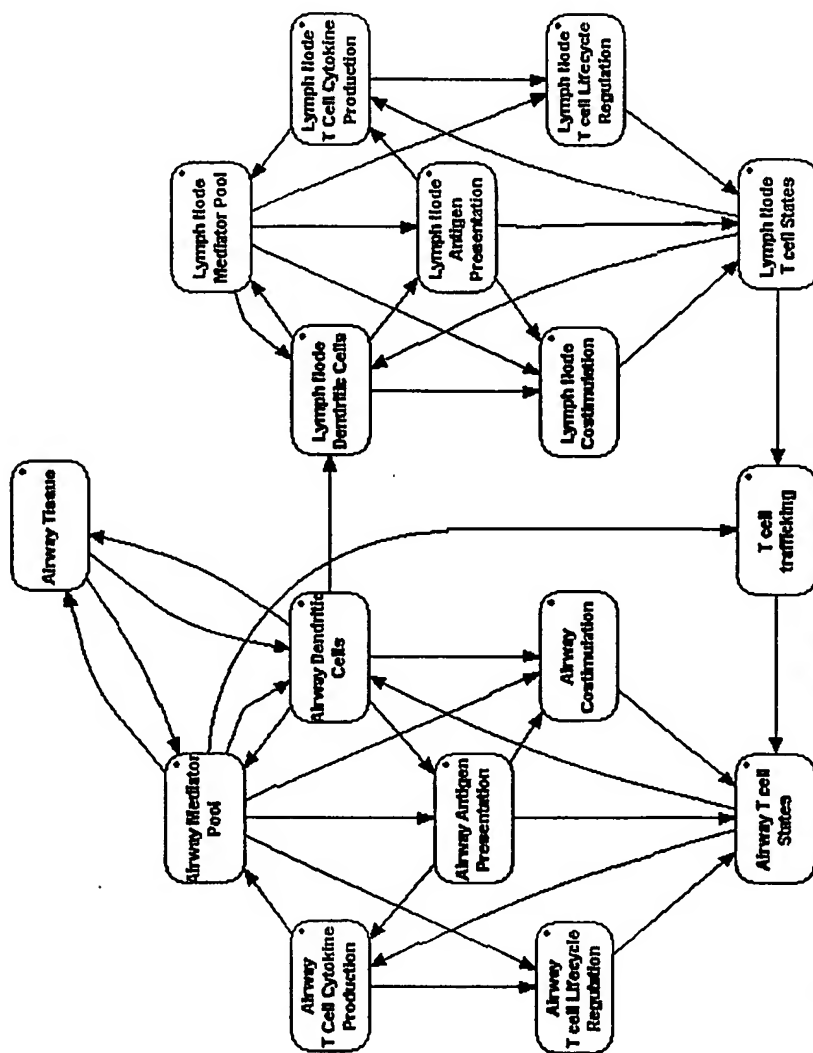 Airway Tissue
Airway Mediator
Pool
Airway Dendritic
Cells
Airway
T Cell Cytokine
Production
Airway Antigen
Presentation
Airway
Costimulation
Airway
T cell Lifecycle
Regulation
Airway T cell
States
T cell
trafficking
Lymph Node
Mediator Pool
Lymph Node
Dendritic Cells
Lymph Node
T Cell Cytokine
Production
Lymph Node
Antigen
Presentation
Lymph Node
Costimulation
Lymph Node
T cell Lifecycle
Regulation
Lymph Node
T cell States